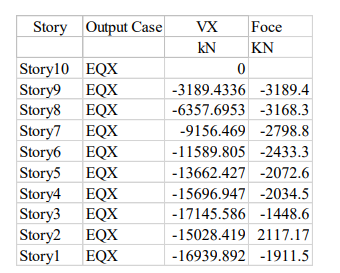 Story Output Case VX Foce
kN KN
Story10 EQX 0
Story9 EQX -3189.4336 -3189.4
Story8 EQX -6357.6953 -3168.3
Story7 EQX -9156.469 -2798.8
Story6 EQX -11589.805 -2433.3
Story5 EQX -13662.427 -2072.6
Story4 EQX -15696.947 -2034.5
Story3 EQX -17145.586 -1448.6
Story2 EQX -15028.419 2117.17
Story1 EQX -16939.892 -1911.5